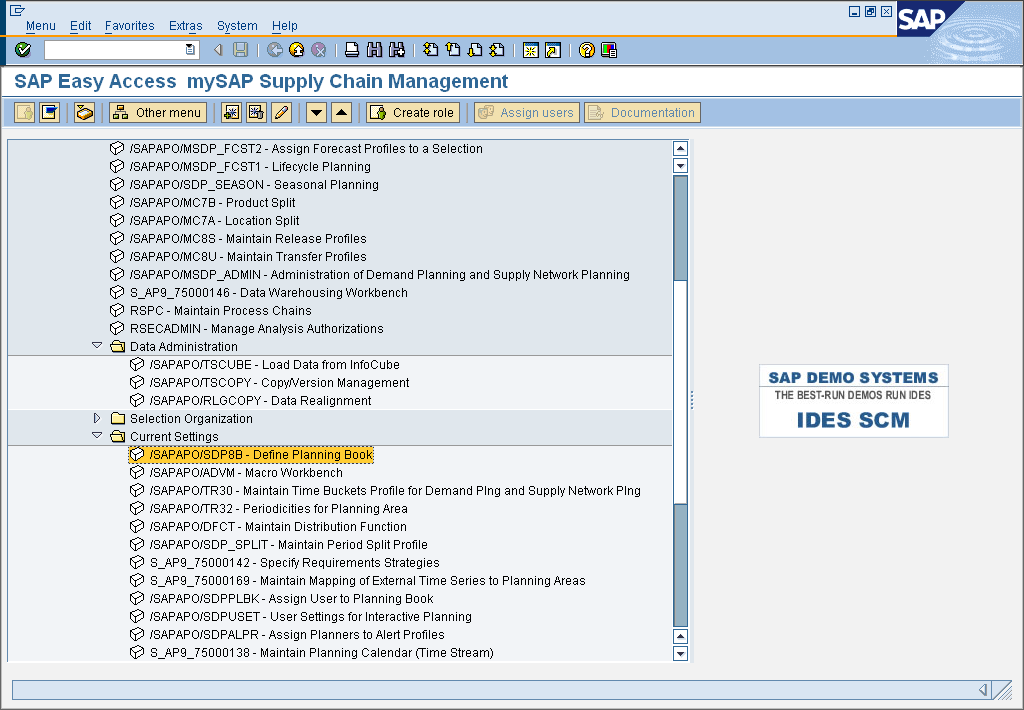 Menu Edit Favorites Extras System Help
SAP
SAP Easy Access mySAP Supply Chain Management
Other menu Create role Assign users Documentation
/SAPAPO/MSDP_FCST2 - Assign Forecast Profiles to a Selection
/SAPAPO/MSDP_FCST1 - Lifecycle Planning
/SAPAPO/SDP_SEASON - Seasonal Planning
/SAPAPO/MC7B - Product Split
/SAPAPO/MC7A - Location Split
/SAPAPO/MC8S - Maintain Release Profiles
/SAPAPO/MC8U - Maintain Transfer Profiles
/SAPAPO/MSDP_ADMIN - Administration of Demand Planning and Supply Network Planning
S_AP9_75000146 - Data Warehousing Workbench
RSPC - Maintain Process Chains
RSECADMIN - Manage Analysis Authorizations
Data Administration
/SAPAPO/TSCUBE - Load Data from InfoCube
/SAPAPO/TSCOPY - Copy/Version Management
/SAPAPO/RLGCOPY - Data Realignment
Selection Organization
Current Settings
/SAPAPO/SDP8B - Define Planning Book
/SAPAPO/ADVM - Macro Workbench
/SAPAPO/TR30 - Maintain Time Buckets Profile for Demand Plng and Supply Network Plng
/SAPAPO/TR32 - Periodicities for Planning Area
/SAPAPO/DFCT - Maintain Distribution Function
/SAPAPO/SDP_SPLIT - Maintain Period Split Profile
S_AP9_75000142 - Specify Requirements Strategies
S_AP9_75000169 - Maintain Mapping of External Time Series to Planning Areas
/SAPAPO/SDPPLBK - Assign User to Planning Book
/SAPAPO/SDPUSET - User Settings for Interactive Planning
/SAPAPO/SDPALPR - Assign Planners to Alert Profiles
S_AP9_75000138 - Maintain Planning Calendar (Time Stream)
SAP DEMO SYSTEMS
THE BEST-RUN DEMOS RUN IDES
IDES SCM